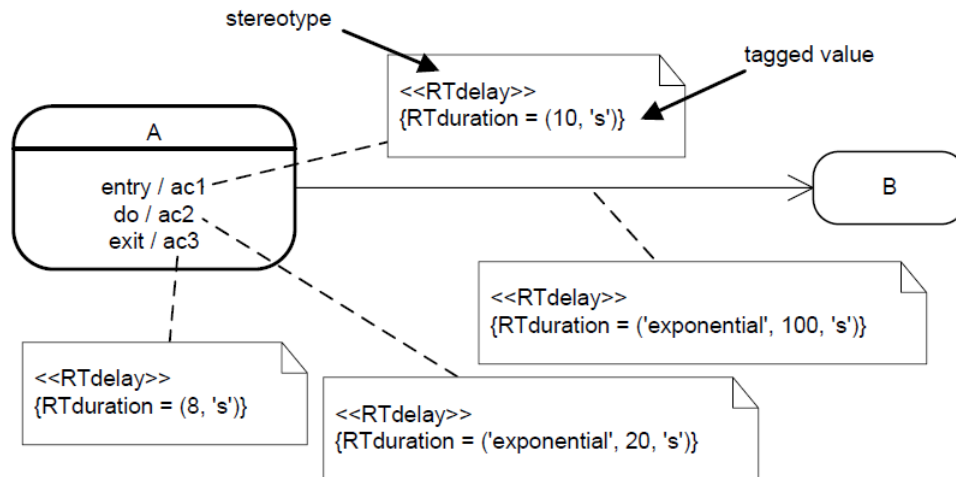 stereotype
tagged value
<<RTdelay>>
{RTduration = (10, 's')}
A
entry / ac1
do / ac2
exit / ac3
B
<<RTdelay>>
{RTduration = ('exponential', 100, 's')}
<<RTdelay>>
{RTduration = (8, 's')}
<<RTdelay>>
{RTduration = ('exponential', 20, 's')}